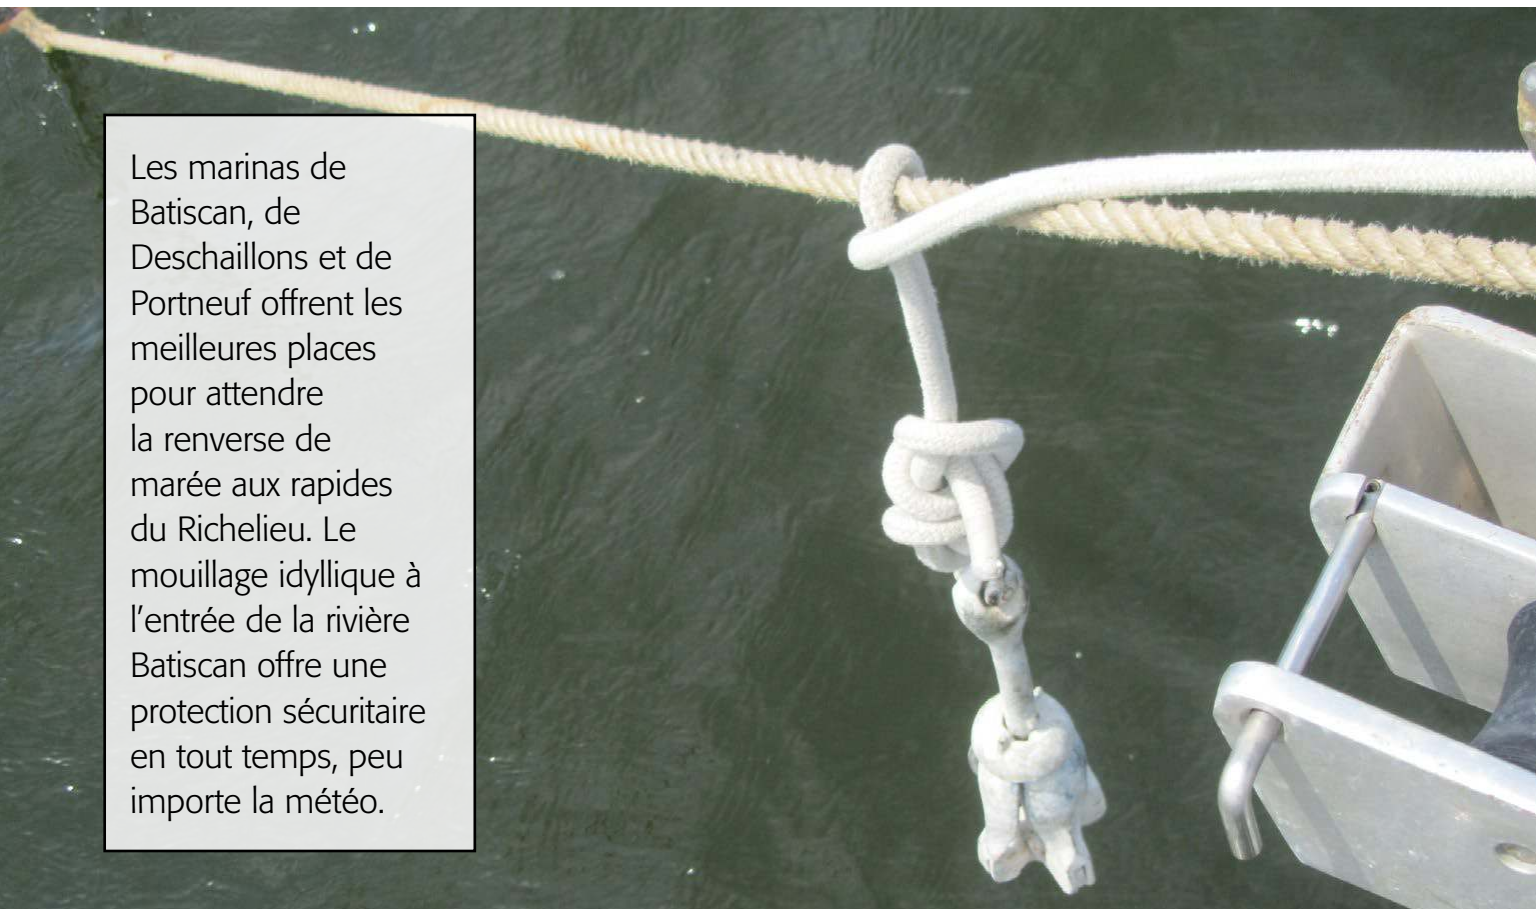 Les marinas de
Batiscan, de
Deschaillons et de
Portneuf offrent les
meilleures places
pour attendre
la renverse de
marée aux rapides
du Richelieu. Le
mouillage idyllique à
l’entrée de la rivière
Batiscan offre une
protection sécuritaire
en tout temps, peu
importe la météo.